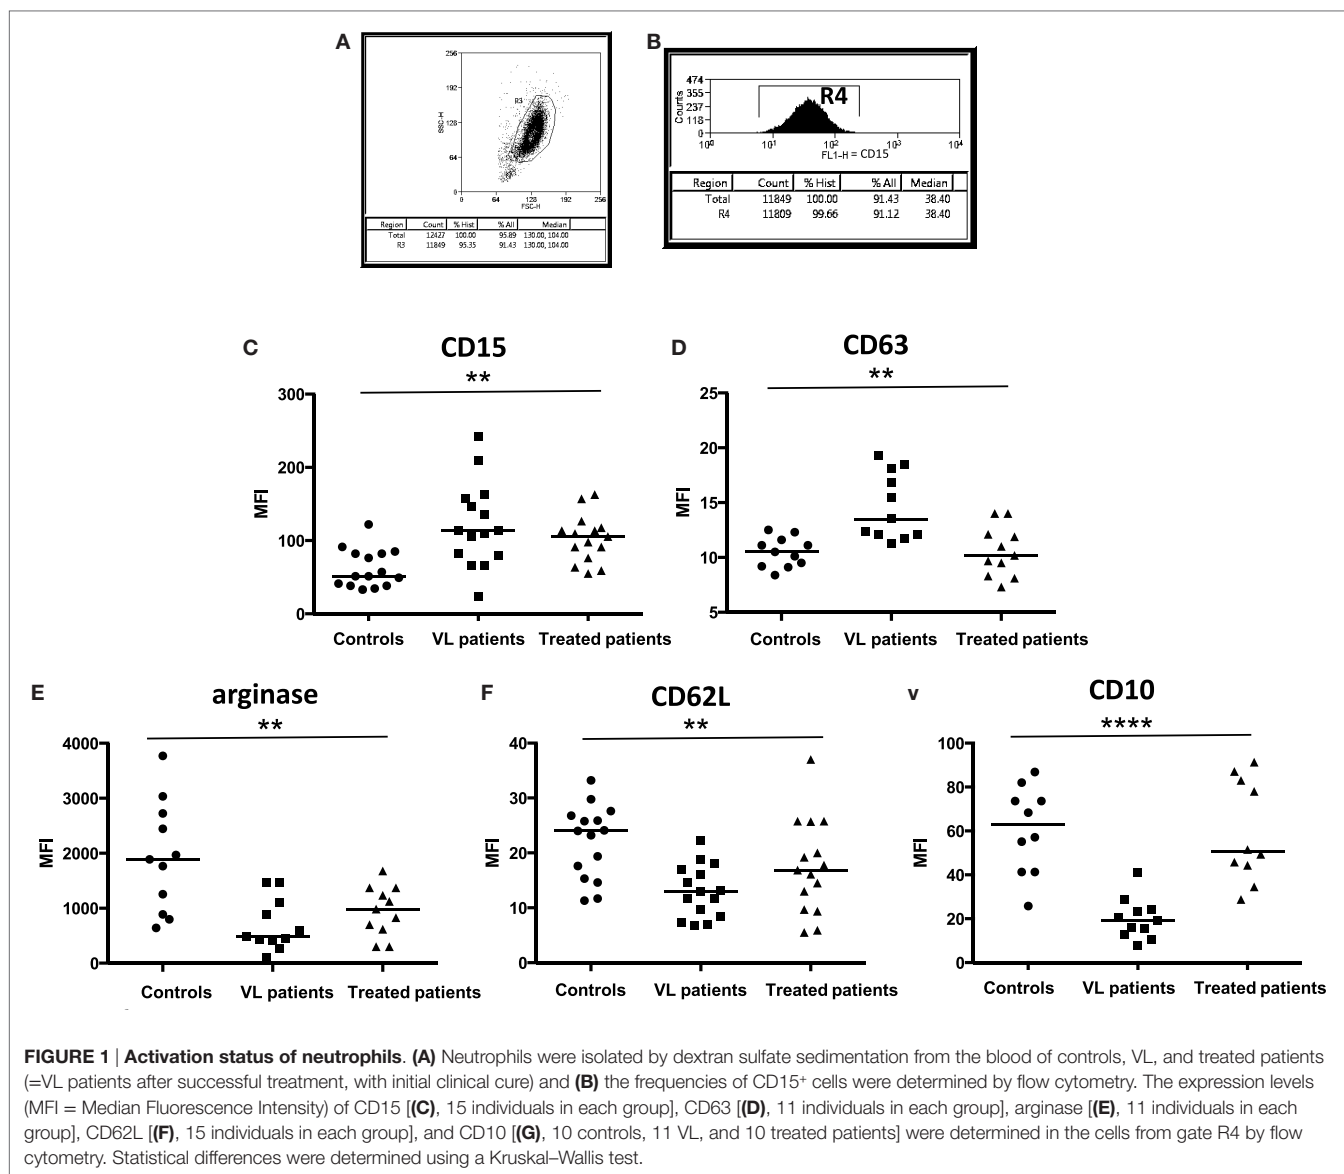 A
256
192
128
64
0
SSC-H
R3
0 64 128 192 256
FSC-H
Region Count % Hist % All Median
Total 12427 100.00 95.89 130.00, 104.00
R3 11849 95.35 91.43 130.00, 104.00
B
474
355
237
118
0
Counts
R4
10⁰ 10¹ 10² 10³ 10⁴
FL1-H = CD15
Region Count % Hist % All Median
Total 11849 100.00 91.43 38.40
R4 11809 99.66 91.12 38.40
C
CD15
**
300
200
100
0
MFI
Controls VL patients Treated patients
D
CD63
**
25
20
15
10
5
MFI
Controls VL patients Treated patients
E
arginase
**
4000
3000
2000
1000
0
MFI
Controls VL patients Treated patients
F
CD62L
**
40
30
20
10
0
MFI
Controls VL patients Treated patients
v
CD10
****
100
80
60
40
20
0
MFI
Controls VL patients Treated patients
FIGURE 1 | Activation status of neutrophils. (A) Neutrophils were isolated by dextran sulfate sedimentation from the blood of controls, VL, and treated patients
(=VL patients after successful treatment, with initial clinical cure) and (B) the frequencies of CD15⁺ cells were determined by flow cytometry. The expression levels
(MFI = Median Fluorescence Intensity) of CD15 [(C), 15 individuals in each group], CD63 [(D), 11 individuals in each group], arginase [(E), 11 individuals in each
group], CD62L [(F), 15 individuals in each group], and CD10 [(G), 10 controls, 11 VL, and 10 treated patients] were determined in the cells from gate R4 by flow
cytometry. Statistical differences were determined using a Kruskal–Wallis test.